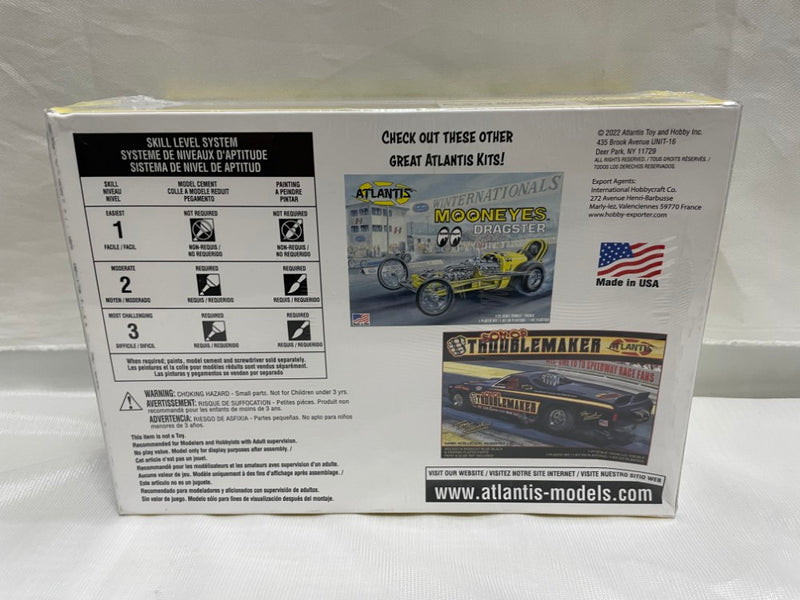 SKILL LEVEL SYSTEM
SYSTEME DE NIVEAUX D'APTITUDE
SISTEMA DE NIVEL DE APTITUD
SKILL MODEL CEMENT PAINTING
NIVEAU COLLE A MODELE REDUIT A PEINDRE
NIVEL PEGAMENTO PINTAR
EASIEST NOT REQUIRED NOT REQUIRED
1
FACILE / FACIL NON-REQUIS / NO REQUERIDO NON-REQUIS / NO REQUERIDO
MODERATE REQUIRED REQUIRED
2
MOYEN / MODERADO REQUIS / REQUERIDO REQUIS / REQUERIDO
MOST CHALLENGING REQUIRED REQUIRED
3
DIFFICILE / DIFICIL REQUIS / REQUERIDO REQUIS / REQUERIDO
When required; paints, model cement and screwdriver sold separately.
Les peinture et la colle pour modéles réduits sont vendus séparément.
Las pinturas y pegamentas se venden por separado
WARNING: CHOKING HAZARD - Small parts. Not for Children under 3 yrs.
AVERTISSEMENT: RISQUE DE SUFFOCATION - Petites pièces. Produit non
recommandé pour les enfants de moins de 3 ans.
ADVERTENCIA: RIESGO DE ASFIXIA - Partes pequeñas. No apto para niños
menores de 3 años.
This item is not a Toy.
Recommended for Modelers and Hobbyists with Adult supervision.
No play value. Model only for display purposes after assembly. /
Cet article n'est pas un jouet.
Recommandé pour les modélisateurs et les amateurs avec supervision d'un adulte.
Aucune valeur de jeu. Modèle uniquement à des fins d'affichage après assemblage. /
Este artículo no es un juguete.
Recomendado para modeladores y aficionados con supervisión de adultos.
Sin valor de juego. Modelo sólo para fines de visualización después del montaje.
CHECK OUT THESE OTHER
GREAT ATLANTIS KITS!
ATLANTIS
WINTERNATIONALS
MOONEYES
DRAGSTER
SONOR
TROUBLEMAKER
ATLANTIS
WELCOME TO TO SPEEDWAY RACE FANS
TROUBLEMAKER
© 2022 Atlantis Toy and Hobby Inc.
435 Brook Avenue UNIT-16
Deer Park, NY 11729
ALL RIGHTS RESERVED. / TOUS DROITS RÉSERVÉS. /
TODOS LOS DERECHOS RESERVADOS.
Export Agents:
International Hobbycraft Co.
272 Avenue Henri-Barbusse
Marly-lez, Valenciennes 59770 France
www.hobby-exporter.com
Made in USA
VISIT OUR WEBSITE / VISITEZ NOTRE SITE INTERNET / VISITE NUESTRO SITIO WEB
www.atlantis-models.com